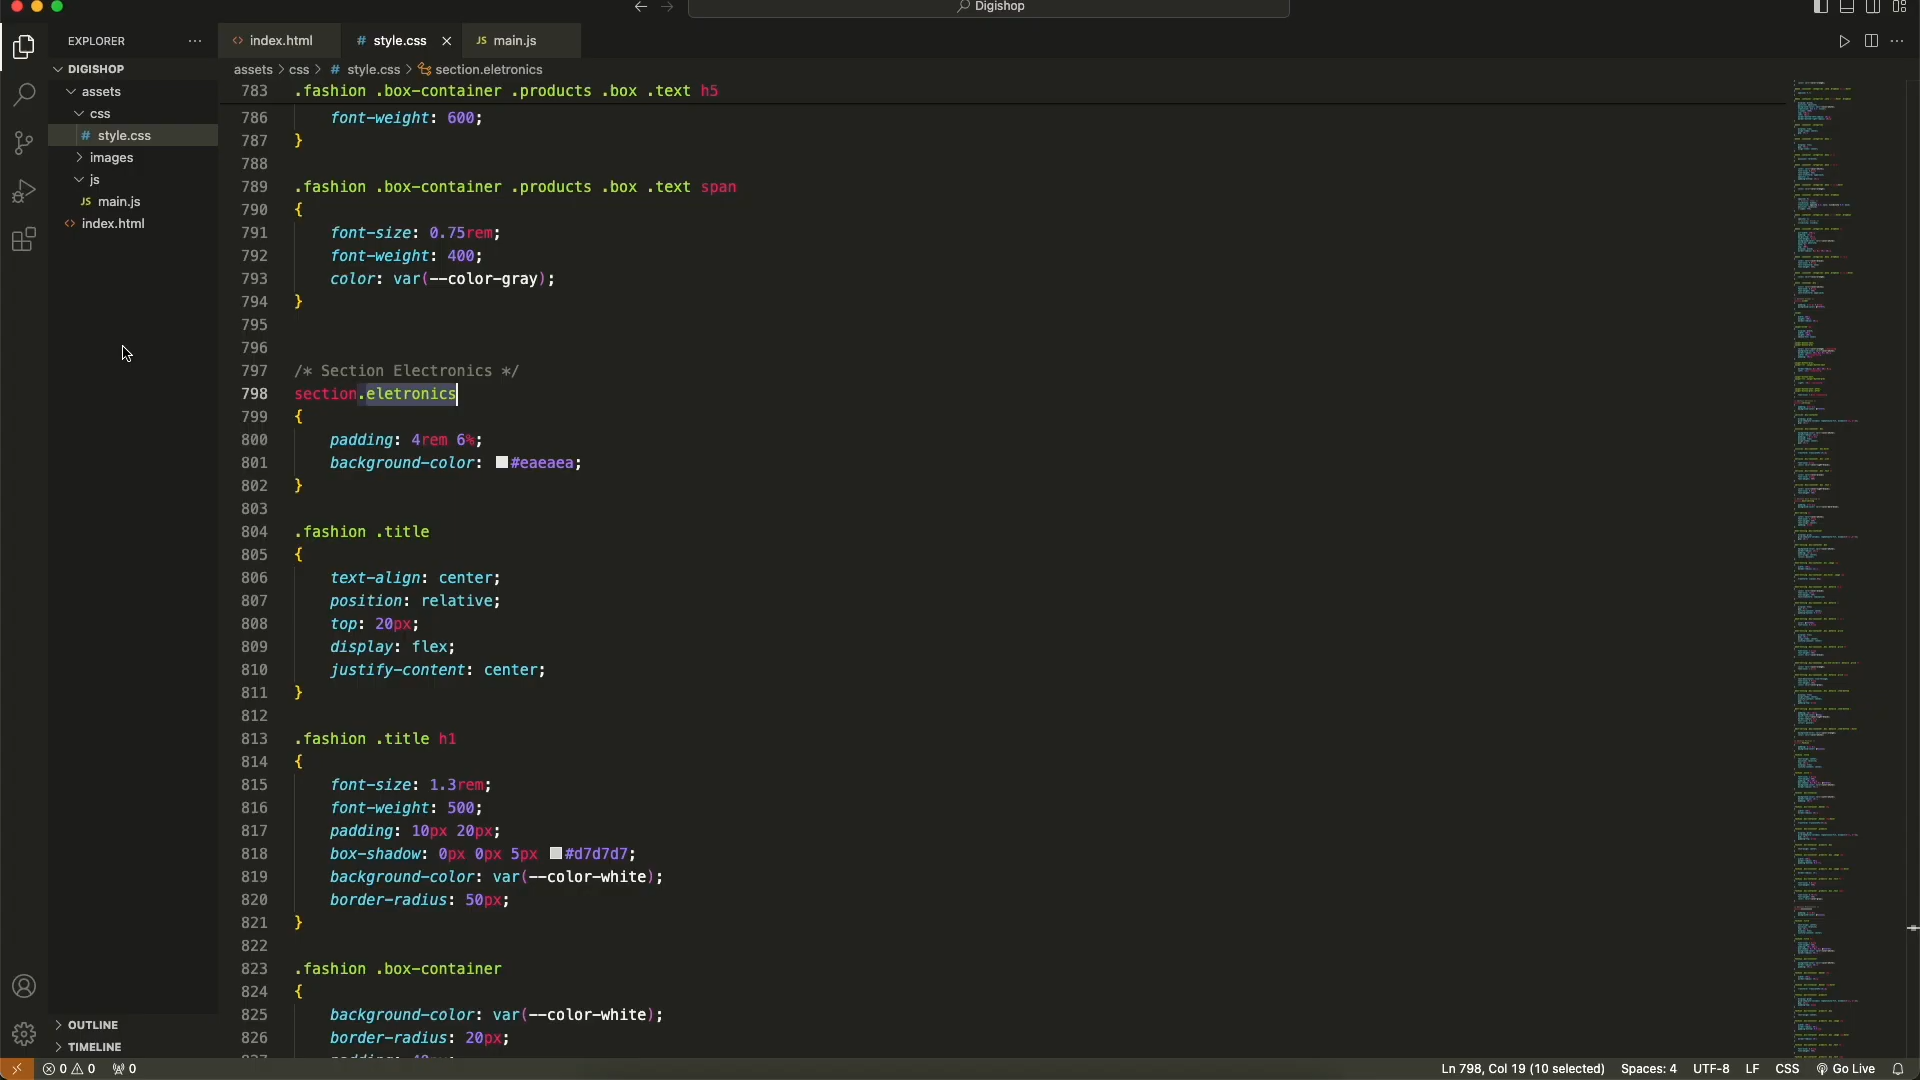 Digishop
EXPLORER
index.html
style.css
JS main.js
DIGISHOP
assets > css > # style.css > section.eletronics
assets
css
# style.css
images
js
JS main.js
index.html
OUTLINE
TIMELINE
783 .fashion .box-container .products .box .text h5
786 font-weight: 600;
787 }
788
789 .fashion .box-container .products .box .text span
790 {
791 font-size: 0.75rem;
792 font-weight: 400;
793 color: var(--color-gray);
794 }
795
796
797 /* Section Electronics */
798 section.eletronics
799 {
800 padding: 4rem 6%;
801 background-color: #eaeaea;
802 }
803
804 .fashion .title
805 {
806 text-align: center;
807 position: relative;
808 top: 20px;
809 display: flex;
810 justify-content: center;
811 }
812
813 .fashion .title h1
814 {
815 font-size: 1.3rem;
816 font-weight: 500;
817 padding: 10px 20px;
818 box-shadow: 0px 0px 5px #d7d7d7;
819 background-color: var(--color-white);
820 border-radius: 50px;
821 }
822
823 .fashion .box-container
824 {
825 background-color: var(--color-white);
826 border-radius: 20px;
0 0 0
Ln 798, Col 19 (10 selected) Spaces: 4 UTF-8 LF CSS Go Live